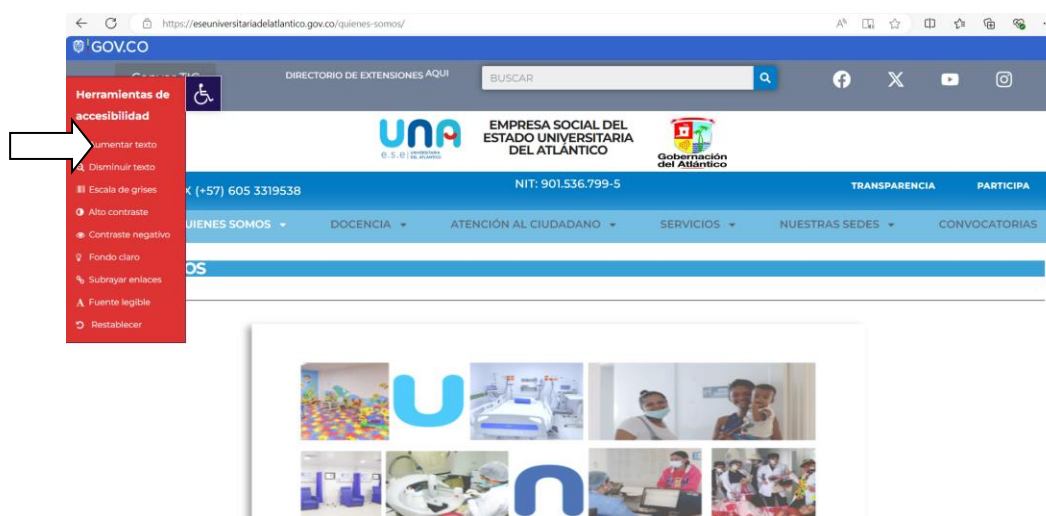 https://eseuniversitariadelatlantico.gov.co/quienes-somos/
GOV.CO
DIRECTORIO DE EXTENSIONES AQUI
BUSCAR
Herramientas de
accesibilidad
umentar texto
Disminuir texto
Escala de grises
Alto contraste
Contraste negativo
Fondo claro
Subrayar enlaces
Fuente legible
Restablecer
UNA
e.s.e
EMPRESA SOCIAL DEL
ESTADO UNIVERSITARIA
DEL ATLÁNTICO
Gobernación
del Atlántico
(+57) 605 3319538
NIT: 901.536.799-5
TRANSPARENCIA
PARTICIPA
UIENES SOMOS
DOCENCIA
ATENCIÓN AL CIUDADANO
SERVICIOS
NUESTRAS SEDES
CONVOCATORIAS
OS
U
n